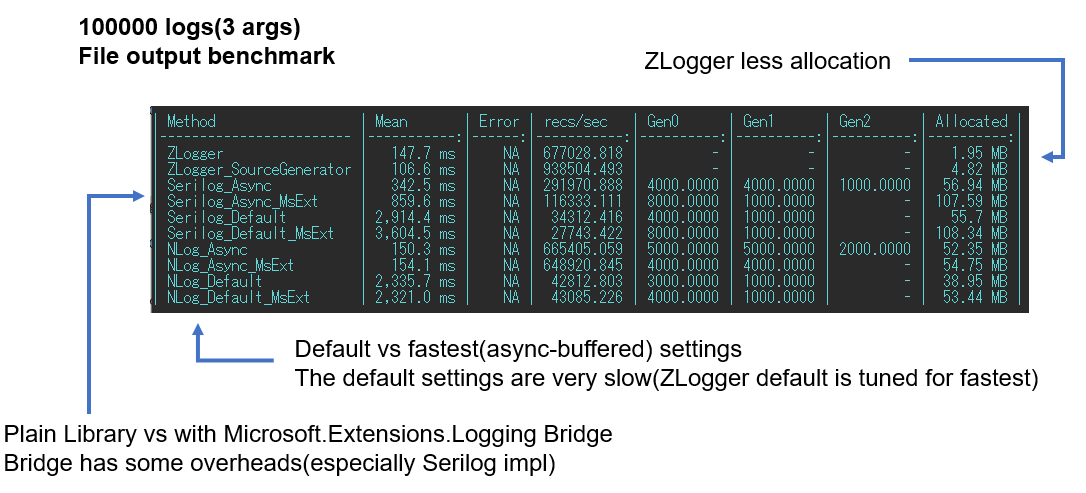 100000 logs(3 args)
File output benchmark
ZLogger less allocation
| Method | Mean | Error | recs/sec | Gen0 | Gen1 | Gen2 | Allocated |
|------------------------ |-----------:|------:|-----------:|----------:|----------:|----------:|----------:|
| ZLogger | 147.7 ms | NA | 677028.818 | - | - | - | 1.95 MB |
| ZLogger_SourceGenerator | 106.6 ms | NA | 938504.493 | - | - | - | 4.82 MB |
| Serilog_Async | 342.5 ms | NA | 291970.888 | 4000.0000 | 4000.0000 | 1000.0000 | 56.94 MB |
| Serilog_Async_MsExt | 859.6 ms | NA | 116333.111 | 8000.0000 | 1000.0000 | - | 107.59 MB |
| Serilog_Default | 2,914.4 ms | NA | 34312.416 | 4000.0000 | 1000.0000 | - | 55.7 MB |
| Serilog_Default_MsExt | 3,604.5 ms | NA | 27743.422 | 8000.0000 | 1000.0000 | - | 108.34 MB |
| NLog_Async | 150.3 ms | NA | 665405.059 | 5000.0000 | 5000.0000 | 2000.0000 | 52.35 MB |
| NLog_Async_MsExt | 154.1 ms | NA | 648920.845 | 4000.0000 | 4000.0000 | - | 54.75 MB |
| NLog_Default | 2,335.7 ms | NA | 42812.803 | 3000.0000 | 1000.0000 | - | 38.95 MB |
| NLog_Default_MsExt | 2,321.0 ms | NA | 43085.226 | 4000.0000 | 1000.0000 | - | 53.44 MB |
Default vs fastest(async-buffered) settings
The default settings are very slow(ZLogger default is tuned for fastest)
Plain Library vs with Microsoft.Extensions.Logging Bridge
Bridge has some overheads(especially Serilog impl)